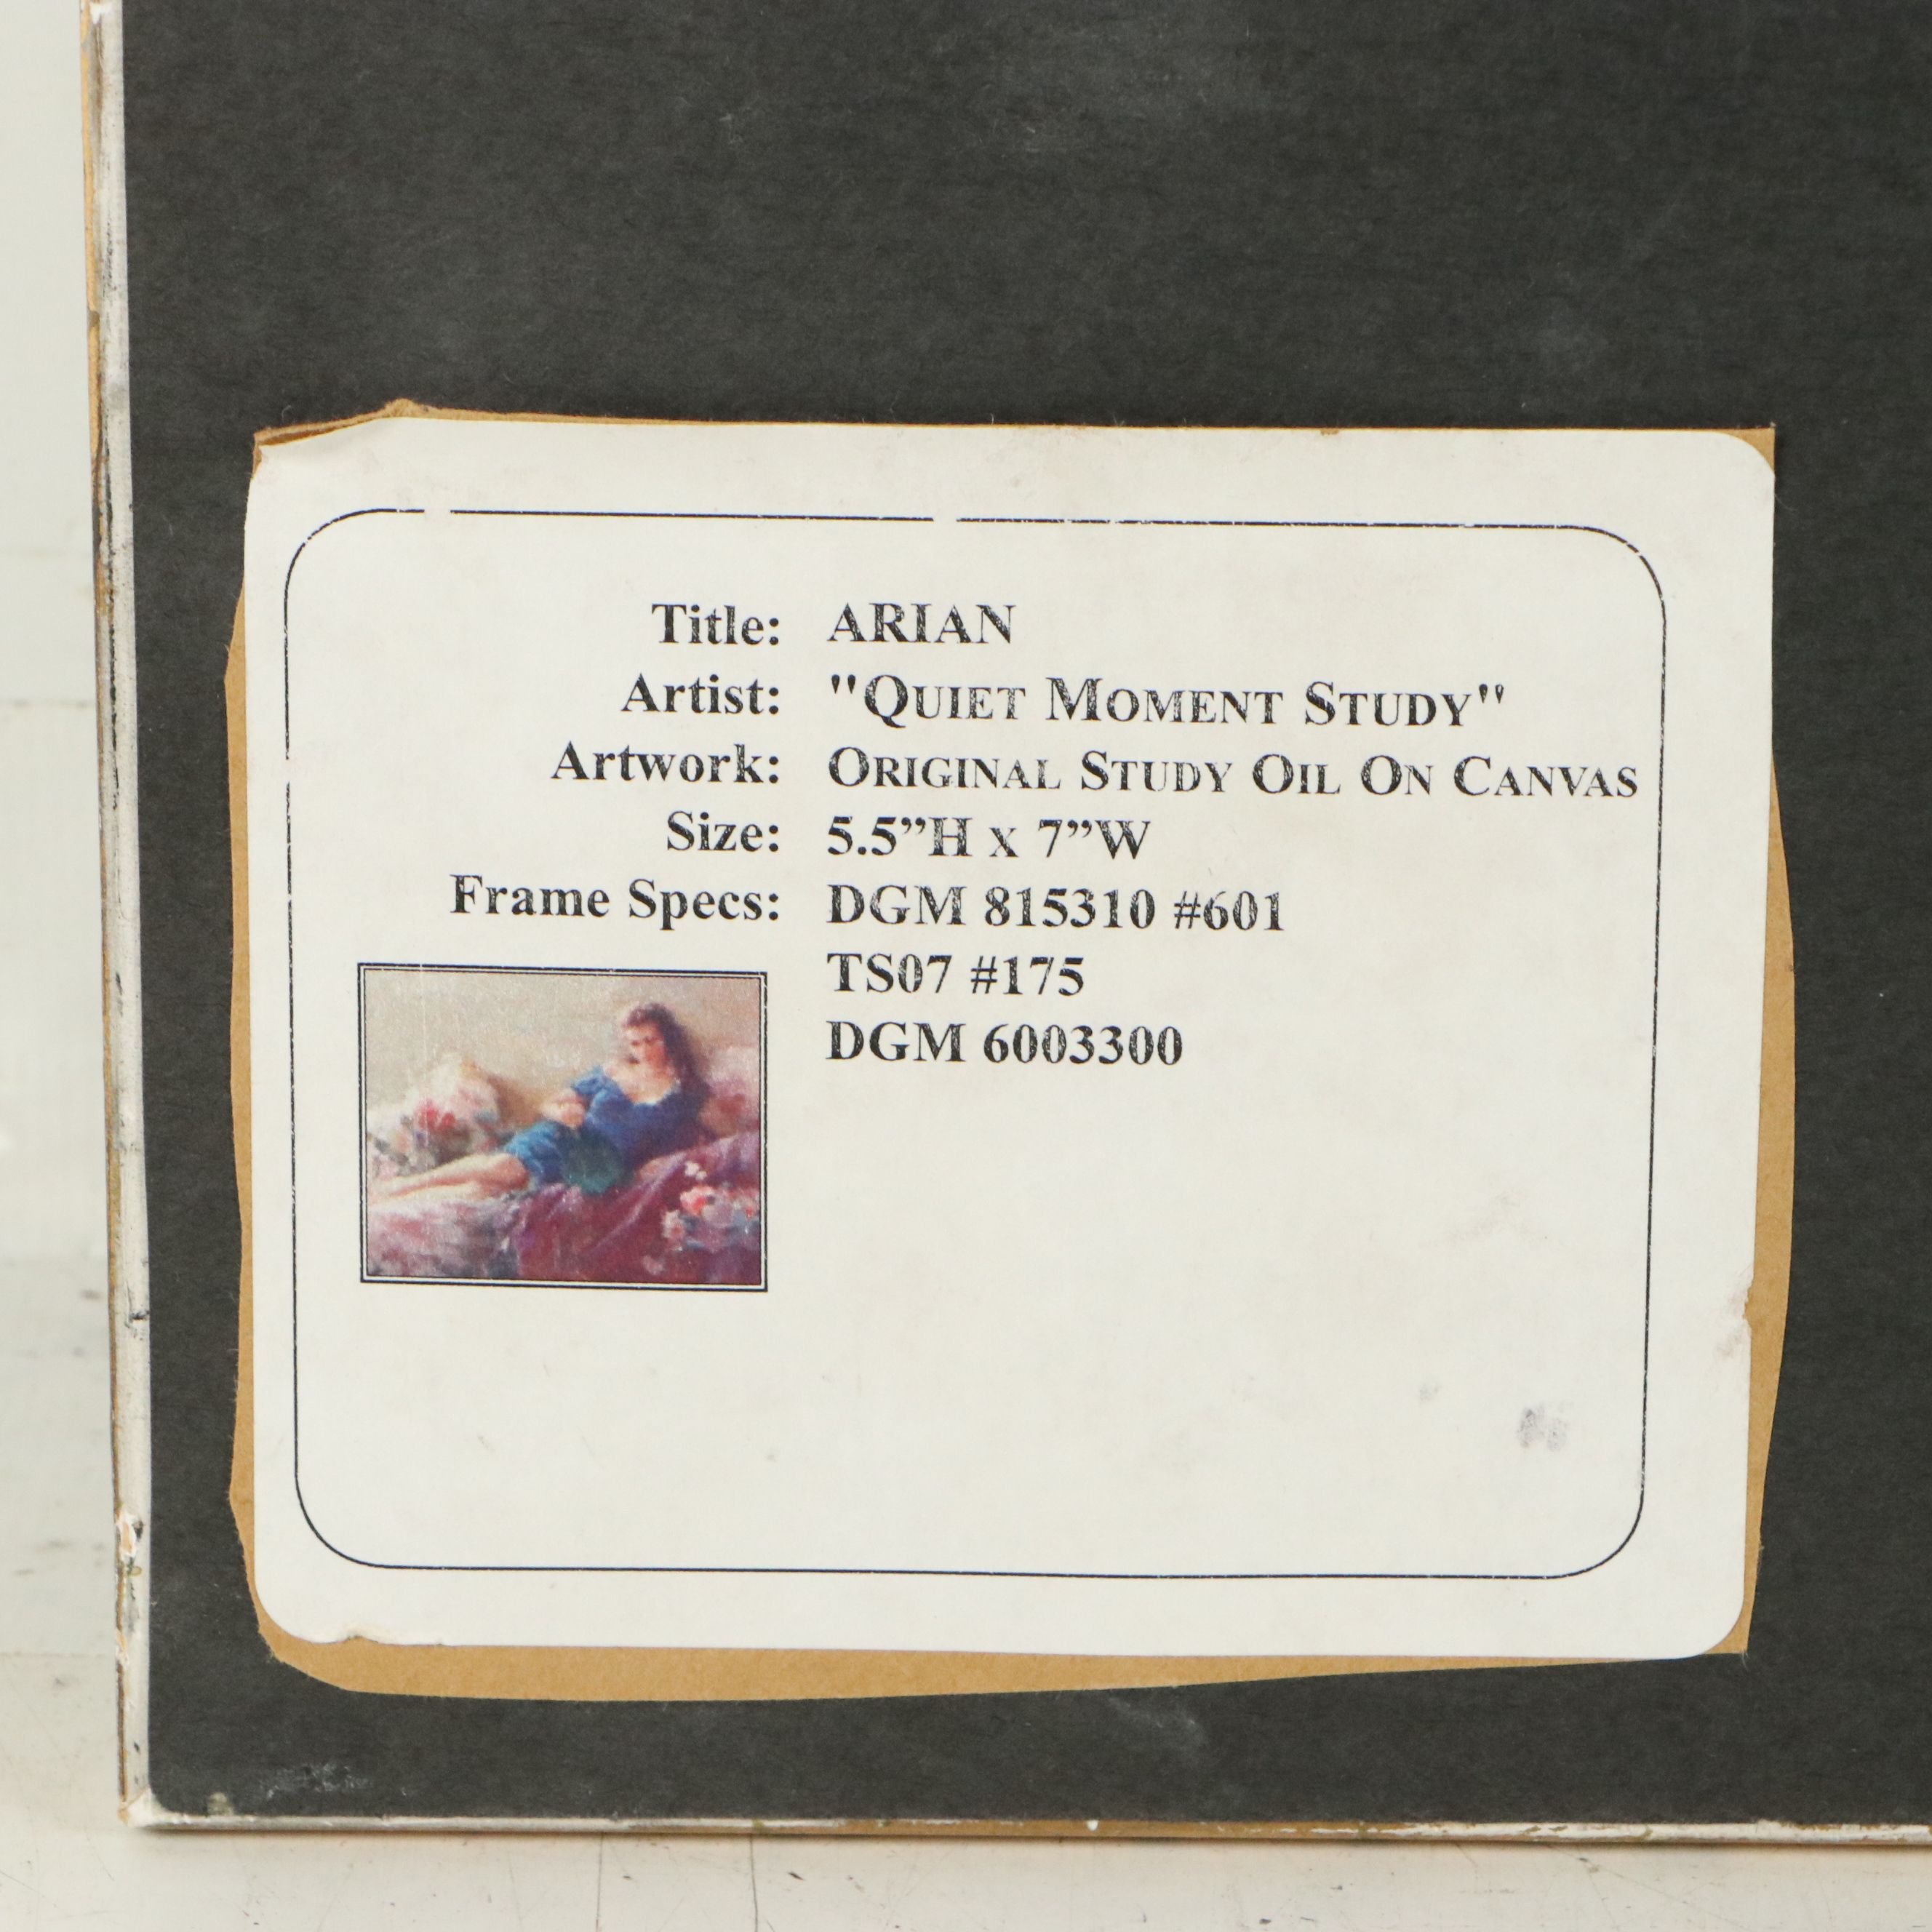 Title: ARIAN
Artist: "QUIET MOMENT STUDY"
Artwork: ORIGINAL STUDY OIL ON CANVAS
Size: 5.5”H x 7”W
Frame Specs: DGM 815310 #601
TS07 #175
DGM 6003300